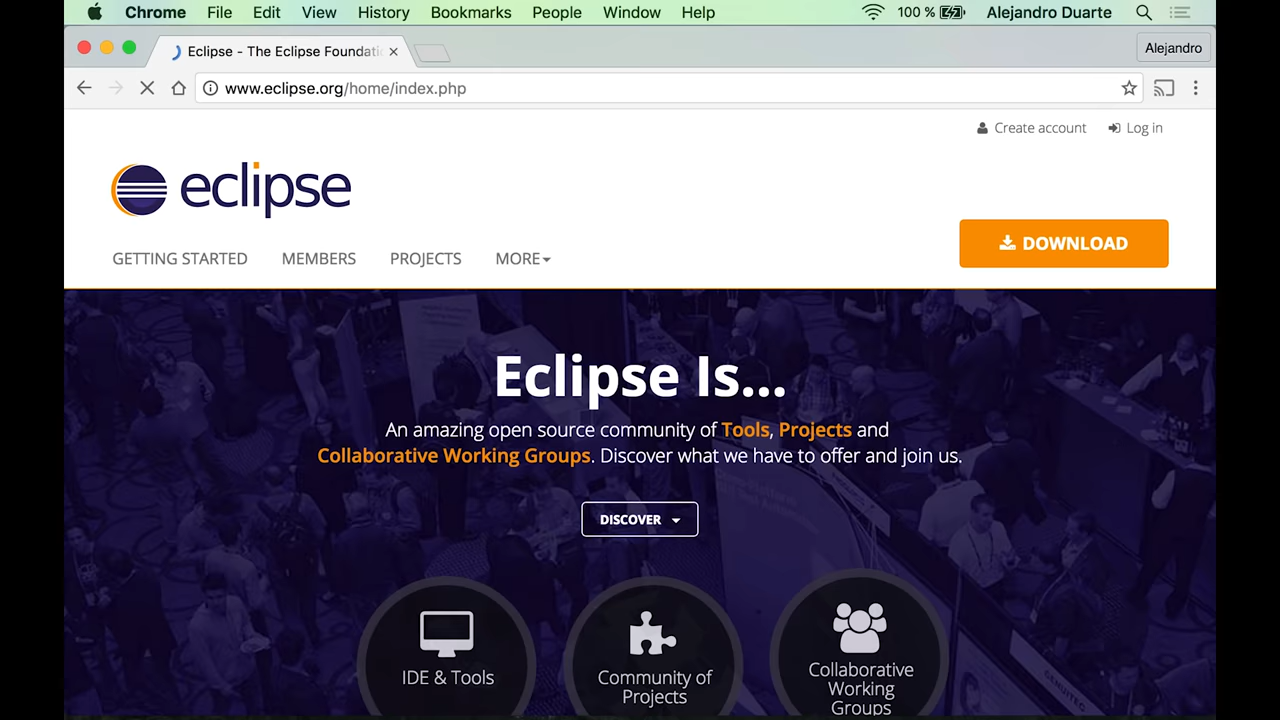 Chrome File Edit View History Bookmarks People Window Help 100 % Alejandro Duarte
Eclipse - The Eclipse Foundati
Alejandro
www.eclipse.org/home/index.php
Create account Log in
eclipse
GETTING STARTED MEMBERS PROJECTS MORE
DOWNLOAD
Eclipse Is...
An amazing open source community of Tools, Projects and
Collaborative Working Groups. Discover what we have to offer and join us.
DISCOVER
IDE & Tools
Community of
Projects
Collaborative
Working
Groups